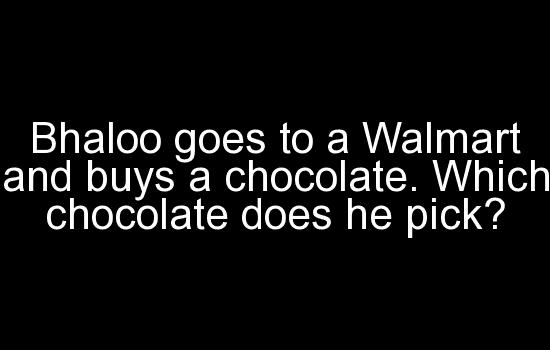 Bhaloo goes to a Walmart
and buys a chocolate. Which
chocolate does he pick?